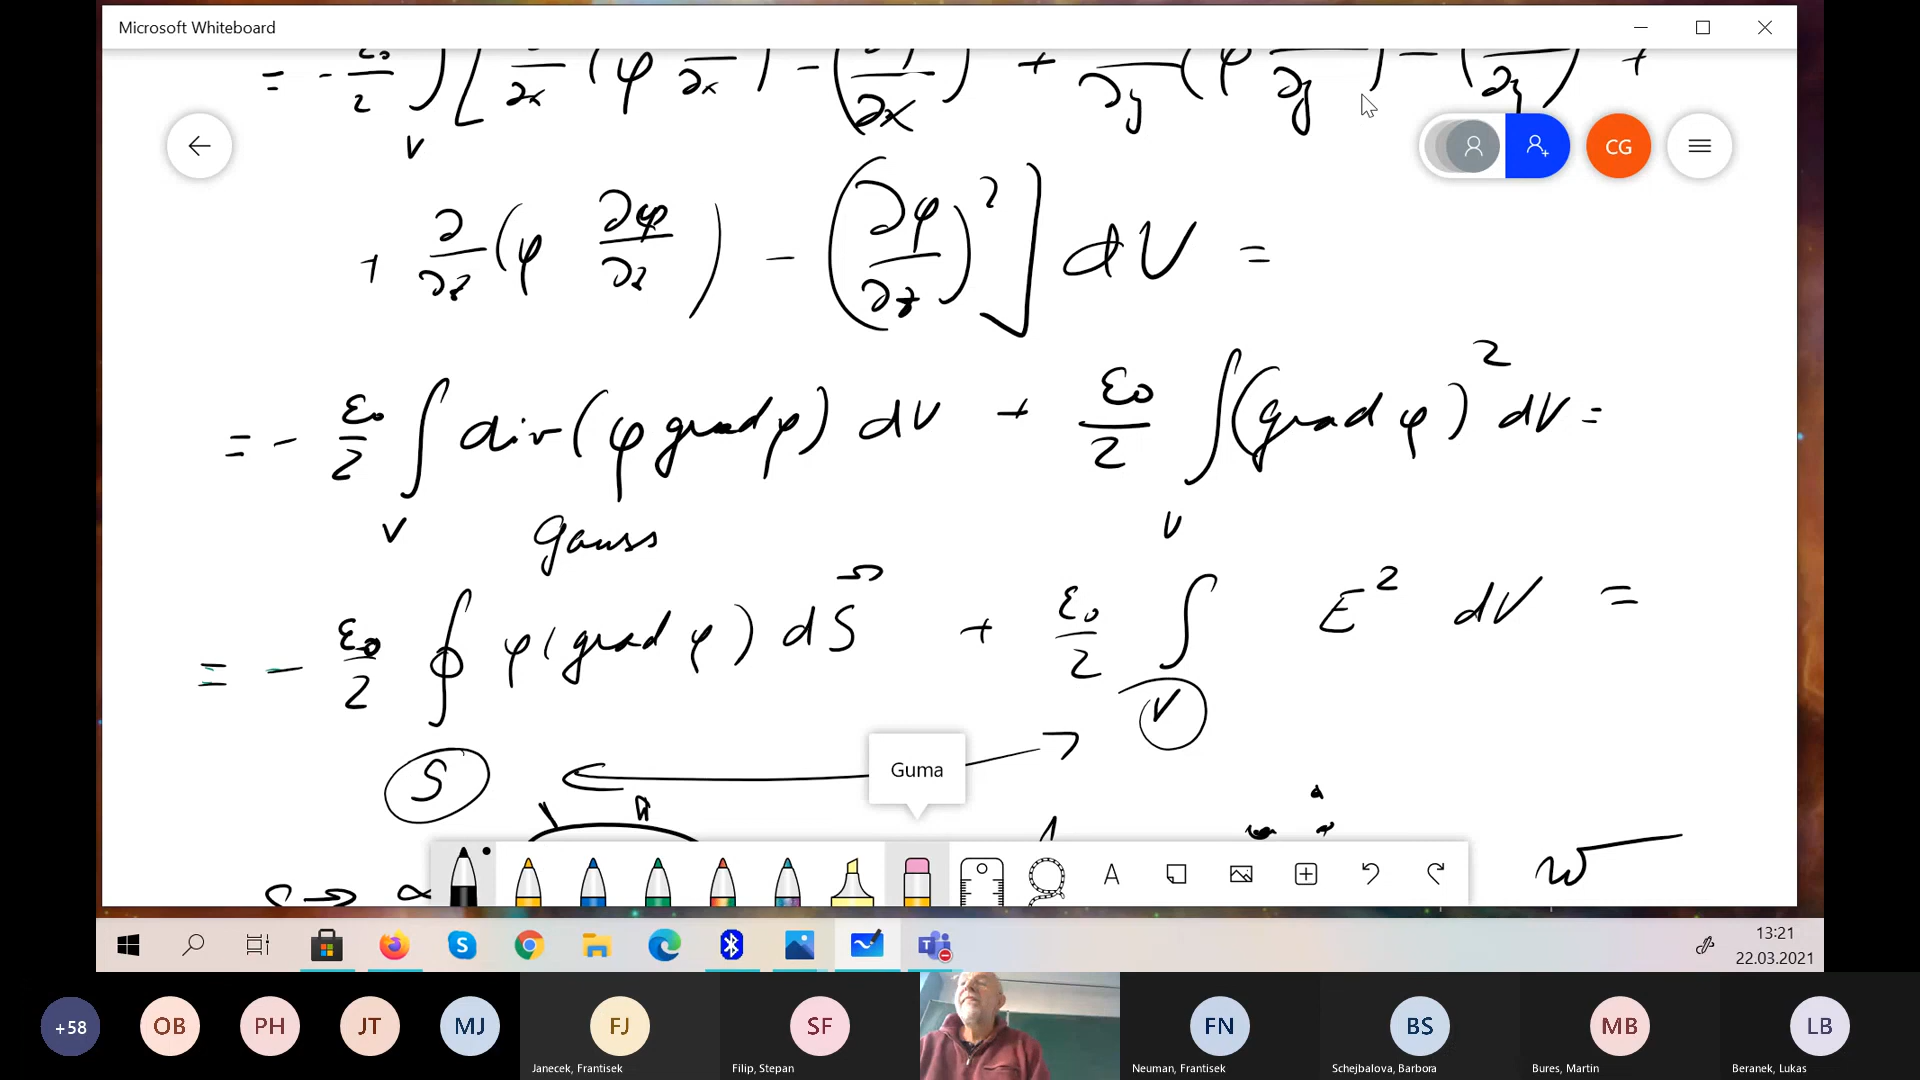 Microsoft Whiteboard
= - ε₀/2 ∫ [ ∂/∂x (φ ∂x ) - ( ∂x ) + ∂y (φ ∂y ) - ( ∂y ) +
V
CG
+ ∂/∂z (φ ∂φ/∂z ) - (∂φ/∂z)² ] dV =
= - ε₀/2 ∫ div(φ grad φ) dV + ε₀/2 ∫ (grad φ)² dV =
V V
gauss
= - ε₀/2 ∮ φ(grad φ) dS⃗ + ε₀/2 ∫ E² dV =
S V
Guma
A
S → ∞
W
13:21
22.03.2021
+58 OB PH JT MJ FJ SF FN BS MB LB
Janecek, Frantisek Filip, Stepan Neuman, Frantisek Schejbalova, Barbora Bures, Martin Beranek, Lukas